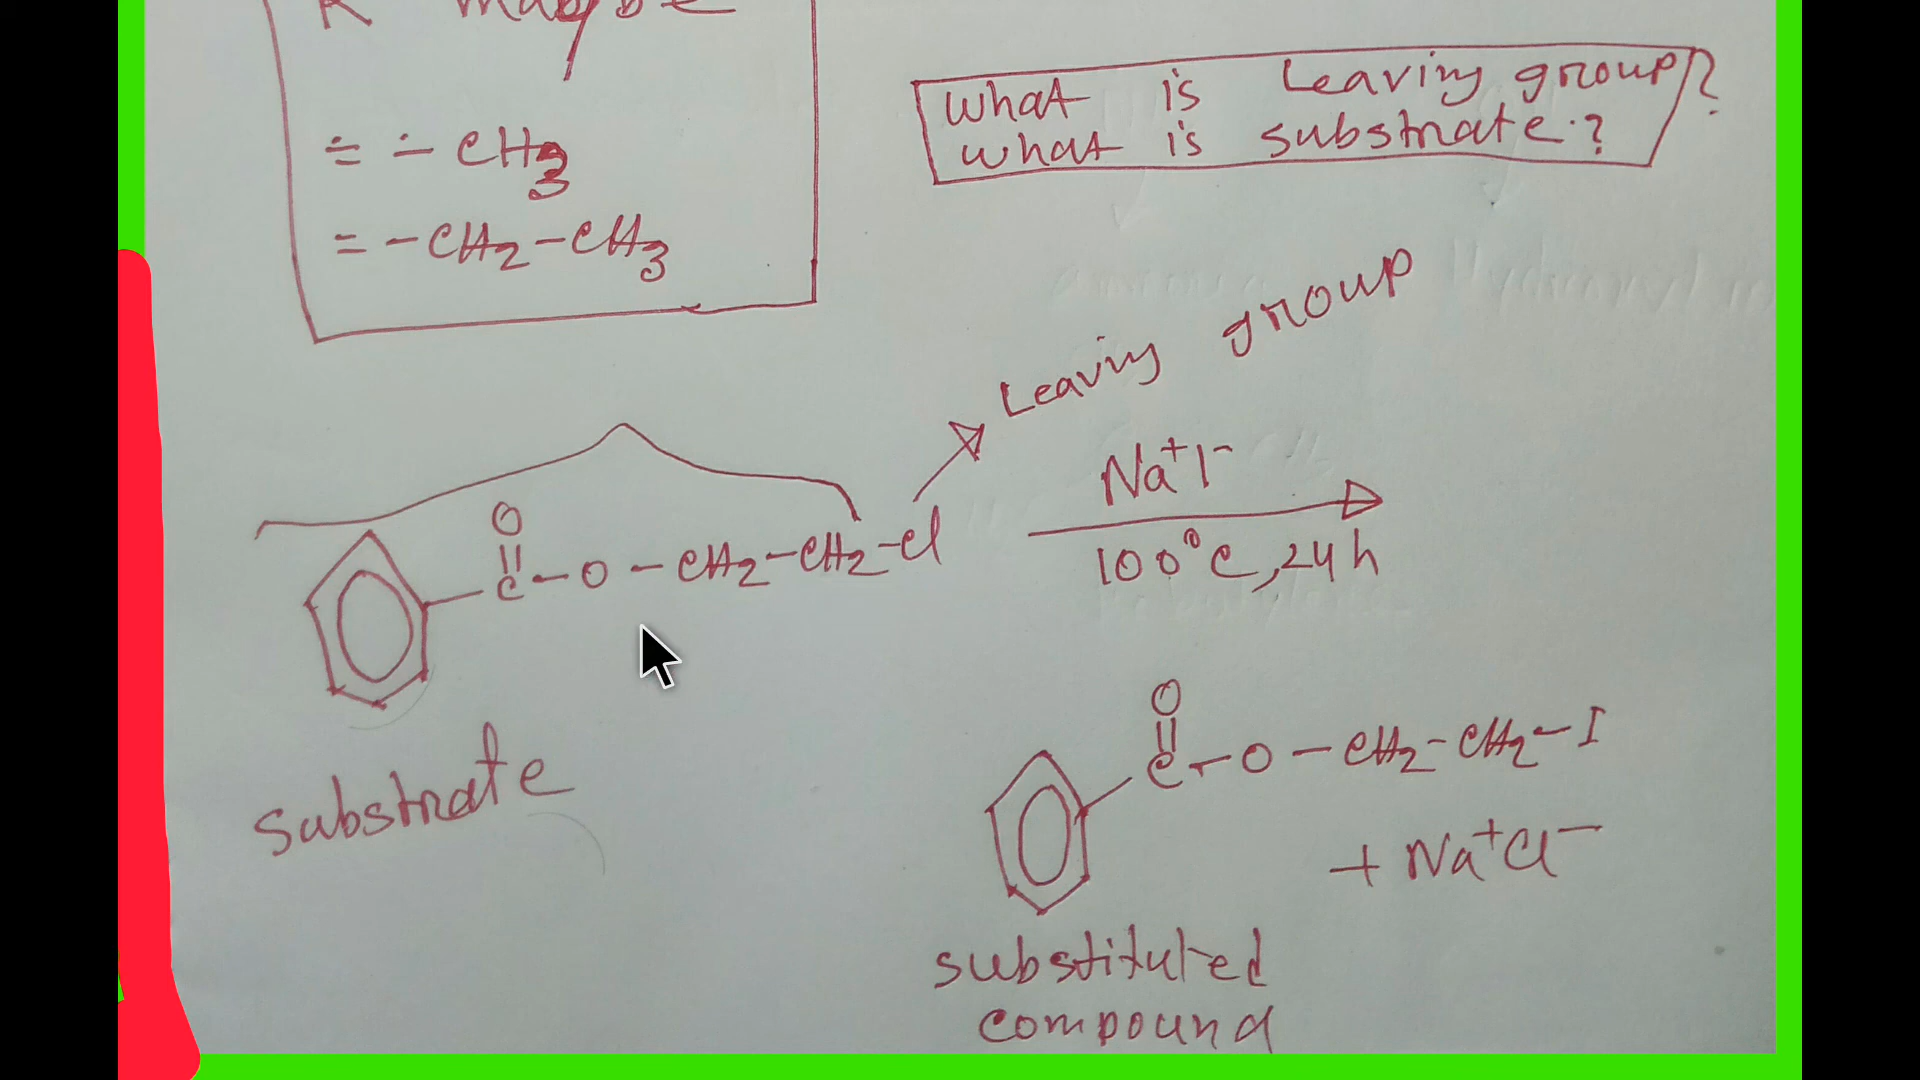 R maybe
= - CH3
= - CH2 - CH3
What is Leaving group?
what is substrate?
Leaving group
O
||
C - O - CH2 - CH2 - Cl
Na+I-
100°C, 24h
substrate
O
||
C - O - CH2 - CH2 - I
+ Na+Cl-
substituted
compound